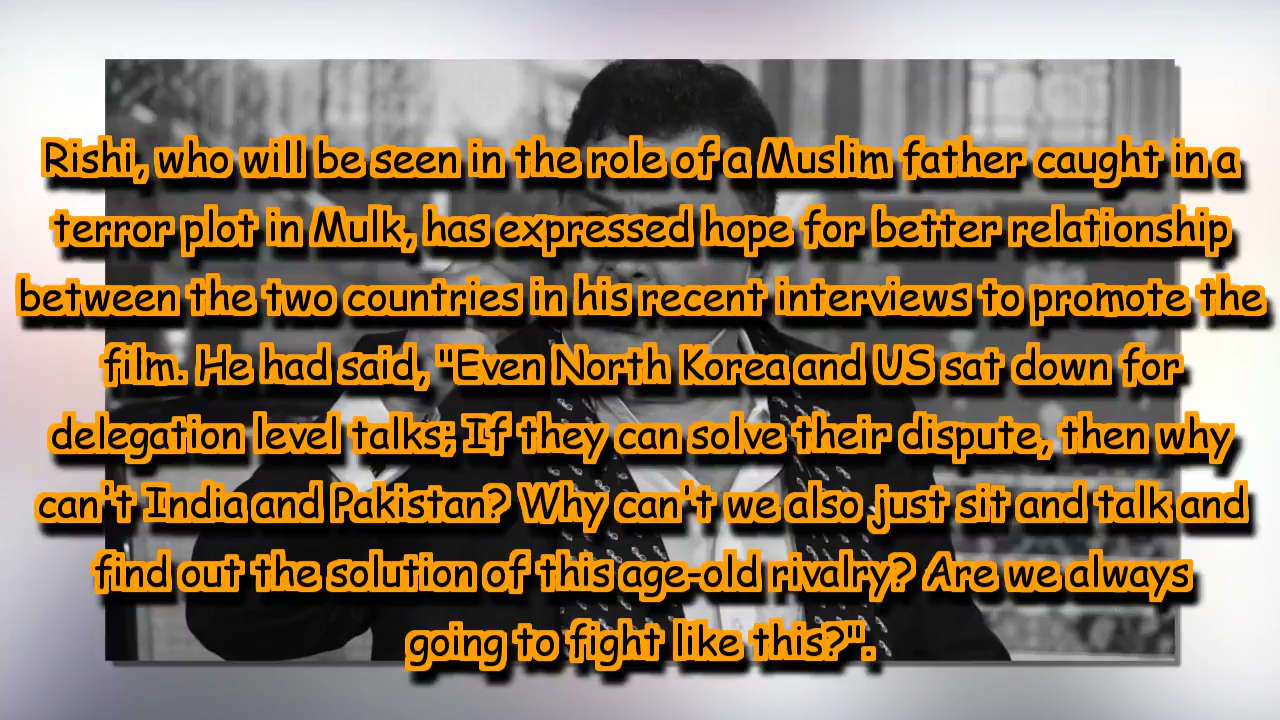 Rishi, who will be seen in the role of a Muslim father caught in a
terror plot in Mulk, has expressed hope for better relationship
between the two countries in his recent interviews to promote the
film. He had said, "Even North Korea and US sat down for
delegation level talks; If they can solve their dispute, then why
can't India and Pakistan? Why can't we also just sit and talk and
find out the solution of this age-old rivalry? Are we always
going to fight like this?".